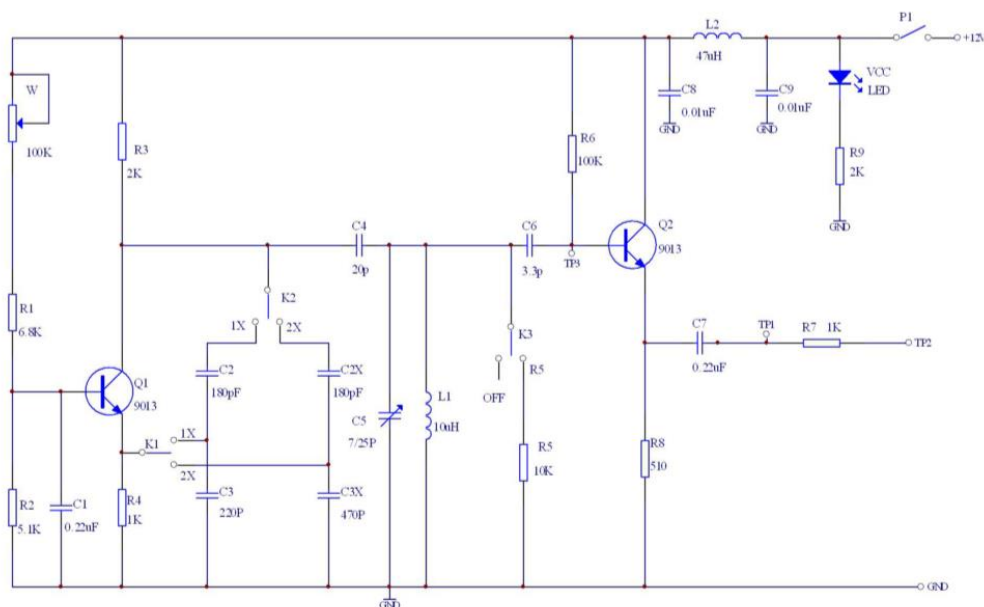 P1
L2
+12V
47uH
W
VCC
LED
C8
0.01uF
C9
0.01uF
100K
GND
GND
R3
2K
R6
100K
R9
2K
GND
Q2
9013
C4
20p
C6
3.3p
TP3
K2
1X
2X
R1
6.8K
K3
C7
0.22uF
TP1
R7 1K
TP2
C2
180pF
C2X
180pF
R5
OFF
Q1
9013
L1
10uH
C5
7/25P
K1
1X
2X
R5
10K
R8
510
R2
5.1K
C1
0.22uF
R4
1K
C3
220P
C3X
470P
GND
GND